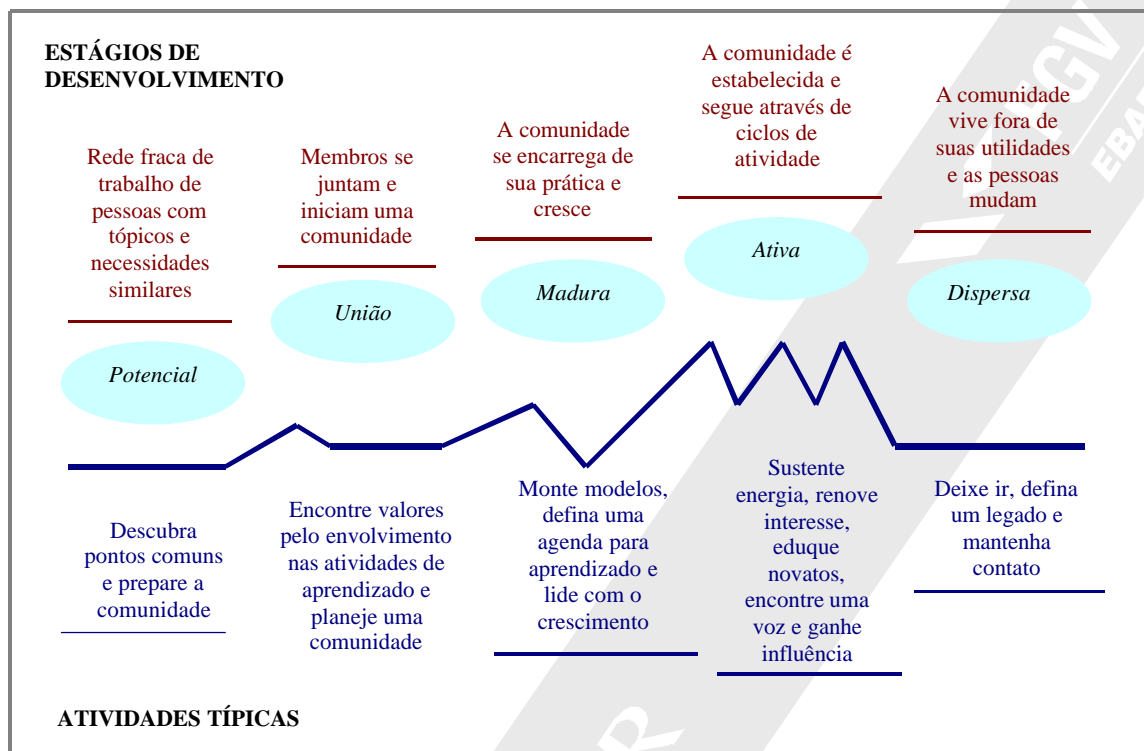 ESTÁGIOS DE
DESENVOLVIMENTO
Rede fraca de
trabalho de
pessoas com
tópicos e
necessidades
similares
Membros se
juntam e
iniciam uma
comunidade
A comunidade
se encarrega de
sua prática e
cresce
A comunidade é
estabelecida e
segue através de
ciclos de
atividade
A comunidade
vive fora de
suas utilidades
e as pessoas
mudam
Potencial
União
Madura
Ativa
Dispersa
Descubra
pontos comuns
e prepare a
comunidade
Encontre valores
pelo envolvimento
nas atividades de
aprendizado e
planeje uma
comunidade
Monte modelos,
defina uma
agenda para
aprendizado e
lide com o
crescimento
Sustente
energia, renove
interesse,
eduque
novatos,
encontre uma
voz e ganhe
influência
Deixe ir, defina
um legado e
mantenha
contato
ATIVIDADES TÍPICAS
FGV